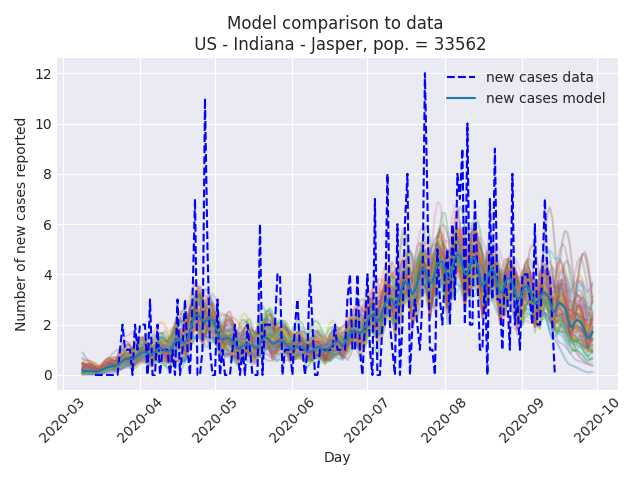 Model comparison to data
US - Indiana - Jasper, pop. = 33562
12
10
8
6
4
2
0
Number of new cases reported
new cases data
new cases model
2020-03
2020-04
2020-05
2020-06
2020-07
2020-08
2020-09
2020-10
Day